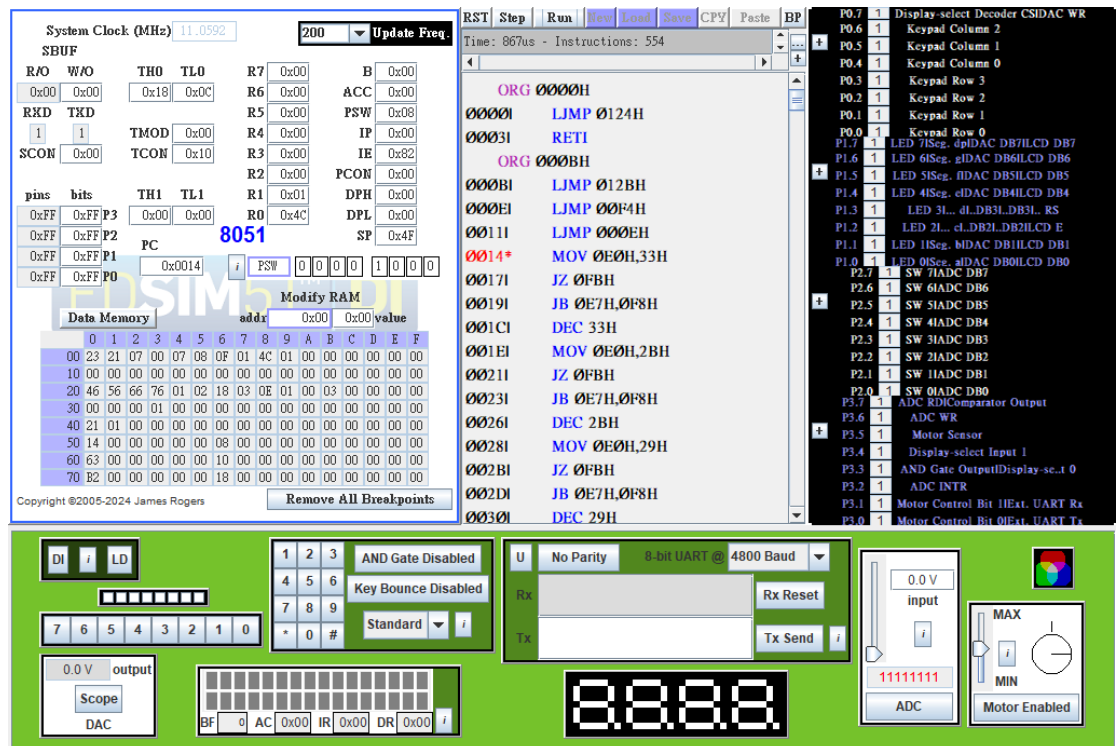 System Clock (MHz) 11.0592 200 Update Freq.
SBUF
R/O W/O TH0 TL0 R7 0x00 B 0x00
0x00 0x00 0x18 0x0C R6 0x00 ACC 0x00
RXD TXD R5 0x00 PSW 0x08
1 1 TMOD 0x00 R4 0x00 IP 0x00
SCON 0x00 TCON 0x10 R3 0x00 IE 0x82
R2 0x00 PCON 0x00
pins bits TH1 TL1 R1 0x01 DPH 0x00
0xFF 0xFF P3 0x00 0x00 R0 0x4C DPL 0x00
0xFF 0xFF P2 8051 SP 0x4F
0xFF 0xFF P1 PC
0xFF 0xFF P0 0x0014 i PSW 0 0 0 0 1 0 0 0
EDSIM51 DI
TM
Modify RAM
Data Memory addr 0x00 0x00 value
0 1 2 3 4 5 6 7 8 9 A B C D E F
00 23 21 07 00 07 08 0F 01 4C 01 00 00 00 00 00 00
10 00 00 00 00 00 00 00 00 00 00 00 00 00 00 00 00
20 46 56 66 76 01 02 18 03 0E 01 00 03 00 00 00 00
30 00 00 00 01 00 00 00 00 00 00 00 00 00 00 00 00
40 21 01 00 00 00 00 00 00 00 00 00 00 00 00 00 00
50 14 00 00 00 00 00 08 00 00 00 00 00 00 00 00 00
60 63 00 00 00 00 00 10 00 00 00 00 00 00 00 00 00
70 B2 00 00 00 00 00 18 00 00 00 00 00 00 00 00 00
Copyright ©2005-2024 James Rogers Remove All Breakpoints
RST Step Run New Load Save CPY Paste BP
Time: 867us - Instructions: 554 ...
+
ORG 0000H
0000| LJMP 0124H
0003| RETI
ORG 000BH
000B| LJMP 012BH
000E| LJMP 00F4H
0011| LJMP 000EH
0014* MOV 0E0H,33H
0017| JZ 0FBH
0019| JB 0E7H,0F8H
001C| DEC 33H
001E| MOV 0E0H,2BH
0021| JZ 0FBH
0023| JB 0E7H,0F8H
0026| DEC 2BH
0028| MOV 0E0H,29H
002B| JZ 0FBH
002D| JB 0E7H,0F8H
0030| DEC 29H
P0.7 1 Display-select Decoder CS|DAC WR
P0.6 1 Keypad Column 2
+ P0.5 1 Keypad Column 1
P0.4 1 Keypad Column 0
P0.3 1 Keypad Row 3
P0.2 1 Keypad Row 2
P0.1 1 Keypad Row 1
P0.0 1 Keypad Row 0
P1.7 1 LED 7|Seg. dp|DAC DB7|LCD DB7
P1.6 1 LED 6|Seg. g|DAC DB6|LCD DB6
+ P1.5 1 LED 5|Seg. f|DAC DB5|LCD DB5
P1.4 1 LED 4|Seg. e|DAC DB4|LCD DB4
P1.3 1 LED 3|... d|..DB3|..DB3|.. RS
P1.2 1 LED 2|... c|..DB2|..DB2|LCD E
P1.1 1 LED 1|Seg. b|DAC DB1|LCD DB1
P1.0 1 LED 0|Seg. a|DAC DB0|LCD DB0
P2.7 1 SW 7|ADC DB7
P2.6 1 SW 6|ADC DB6
+ P2.5 1 SW 5|ADC DB5
P2.4 1 SW 4|ADC DB4
P2.3 1 SW 3|ADC DB3
P2.2 1 SW 2|ADC DB2
P2.1 1 SW 1|ADC DB1
P2.0 1 SW 0|ADC DB0
P3.7 1 ADC RD|Comparator Output
P3.6 1 ADC WR
+ P3.5 1 Motor Sensor
P3.4 1 Display-select Input 1
P3.3 1 AND Gate Output|Display-se..t 0
P3.2 1 ADC INTR
P3.1 1 Motor Control Bit 1|Ext. UART Rx
P3.0 1 Motor Control Bit 0|Ext. UART Tx
DI i LD
7 6 5 4 3 2 1 0
0.0 V output
Scope
DAC
1 2 3 AND Gate Disabled
4 5 6 Key Bounce Disabled
7 8 9
* 0 # Standard i
BF 0 AC 0x00 IR 0x00 DR 0x00 i
U No Parity 8-bit UART @ 4800 Baud
Rx Rx Reset
Tx Tx Send i
8.8.8.8.
0.0 V
input
i
11111111
ADC
MAX
i
MIN
Motor Enabled